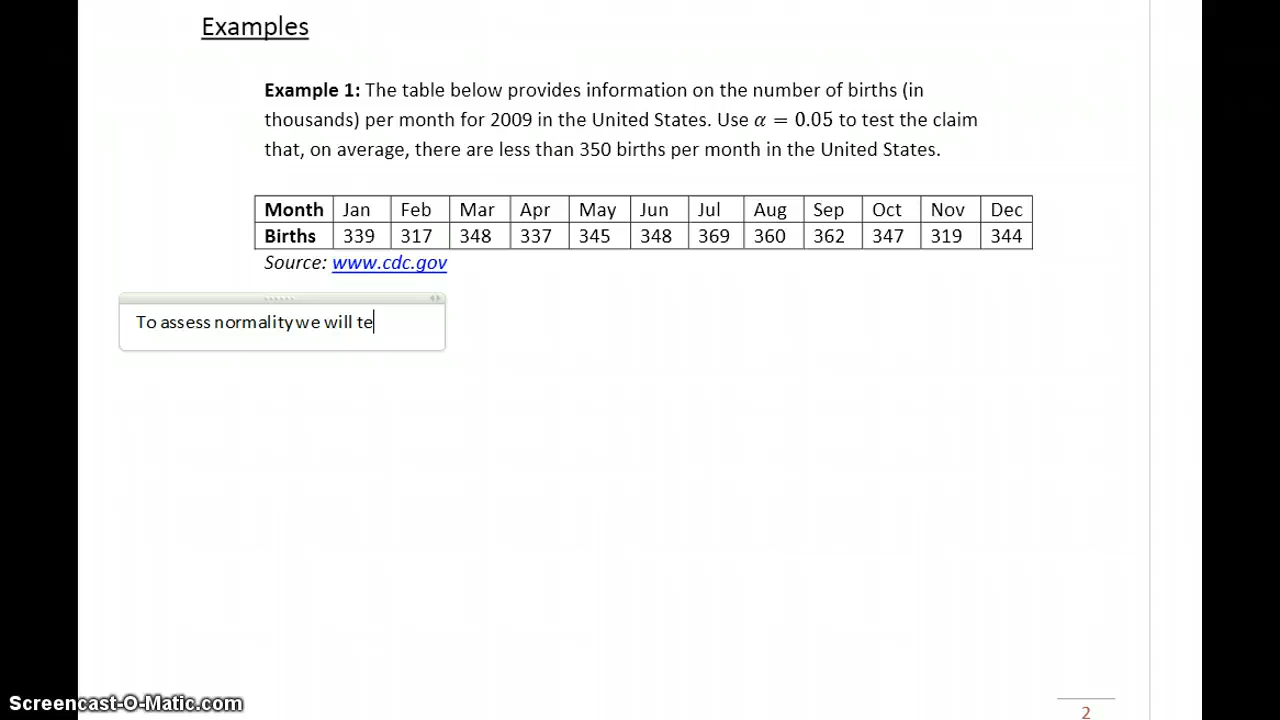 Examples
Example 1: The table below provides information on the number of births (in
thousands) per month for 2009 in the United States. Use α = 0.05 to test the claim
that, on average, there are less than 350 births per month in the United States.
Month Jan Feb Mar Apr May Jun Jul Aug Sep Oct Nov Dec
Births 339 317 348 337 345 348 369 360 362 347 319 344
Source: www.cdc.gov
To assess normality we will te
Screencast-O-Matic.com
2